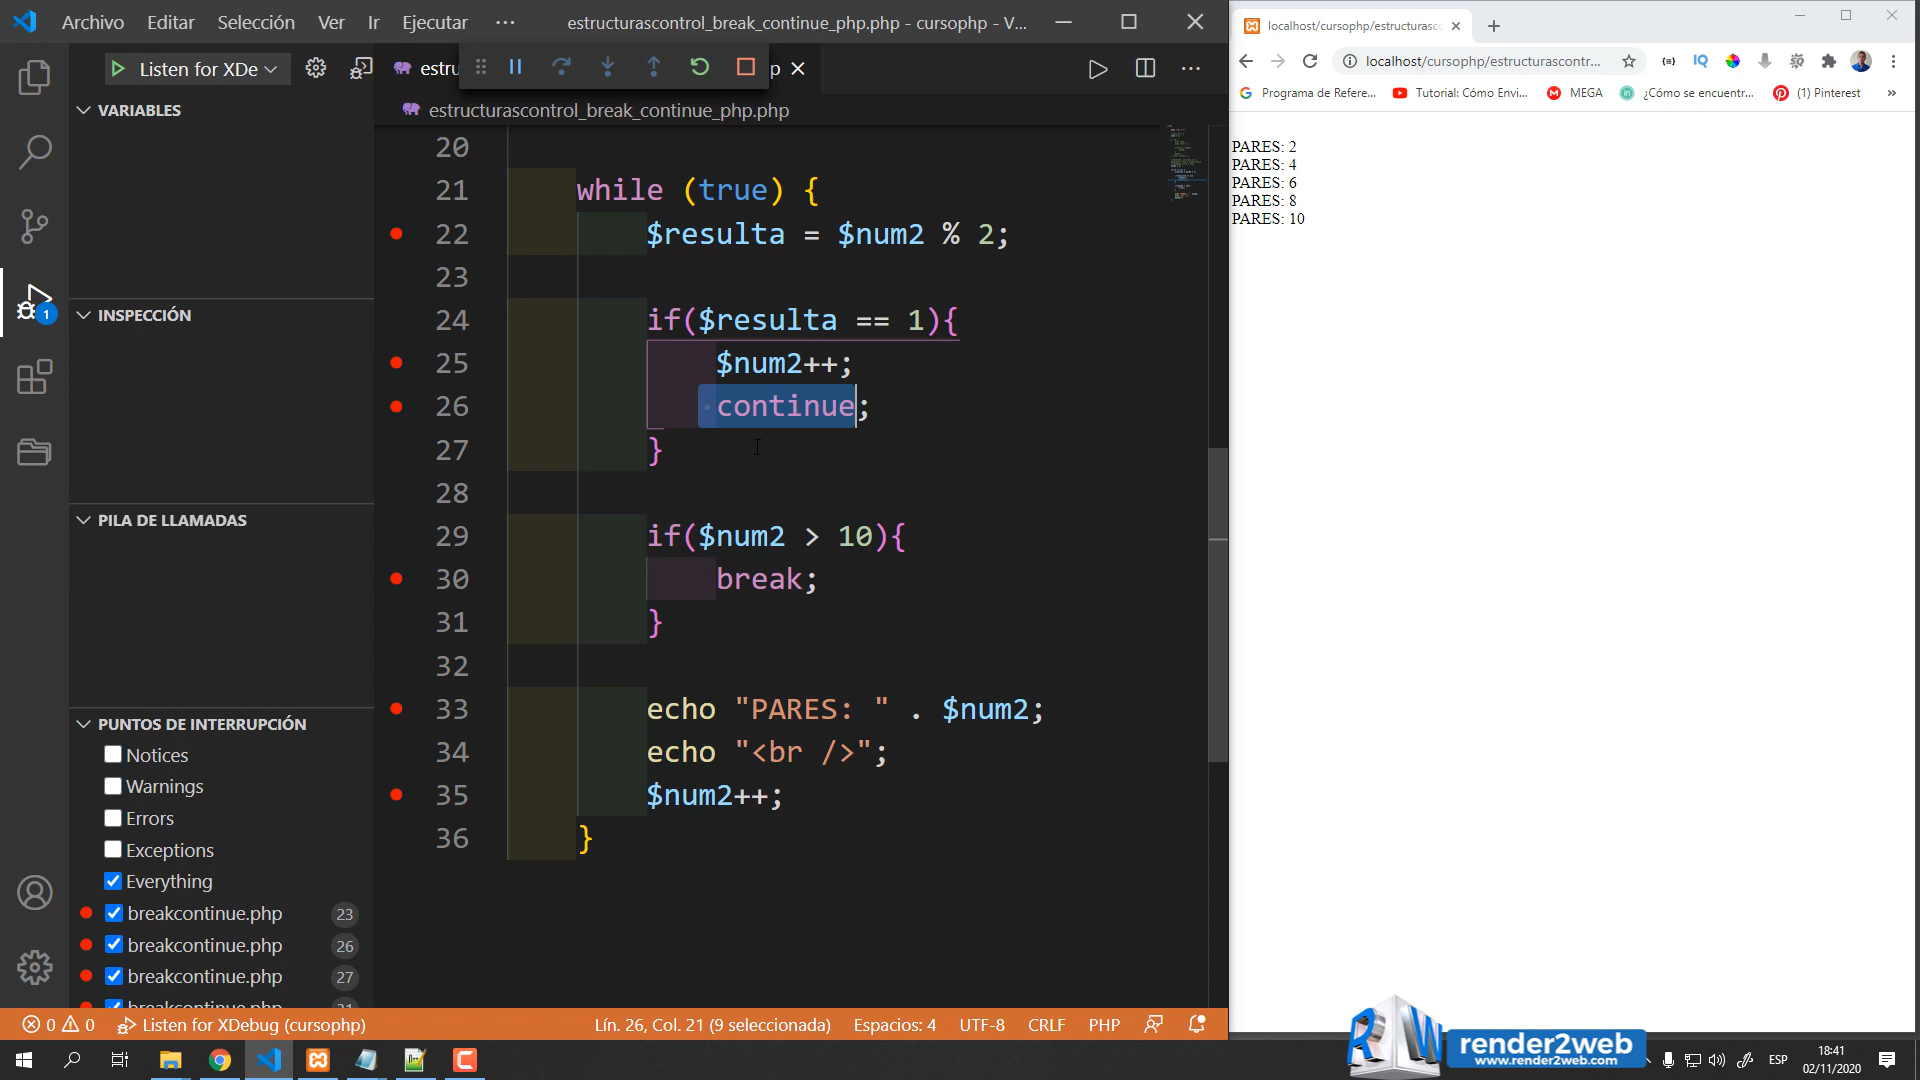 Archivo Editar Selección Ver Ir Ejecutar ··· estructurascontrol_break_continue_php.php - cursophp - V...
Listen for XDe
estru
p
estructurascontrol_break_continue_php.php
VARIABLES
INSPECCIÓN
PILA DE LLAMADAS
PUNTOS DE INTERRUPCIÓN
Notices
Warnings
Errors
Exceptions
Everything
breakcontinue.php 23
breakcontinue.php 26
breakcontinue.php 27
breakcontinue.php 31
1
20
21 while (true) {
22 $resulta = $num2 % 2;
23
24 if($resulta == 1){
25 $num2++;
26 continue;
27 }
28
29 if($num2 > 10){
30 break;
31 }
32
33 echo "PARES: " . $num2;
34 echo "<br />";
35 $num2++;
36 }
0 0 Listen for XDebug (cursophp) Lín. 26, Col. 21 (9 seleccionada) Espacios: 4 UTF-8 CRLF PHP
localhost/cursophp/estructurasc
localhost/cursophp/estructurascontr...
IQ
Programa de Refere... Tutorial: Cómo Envi... MEGA ¿Cómo se encuentr... (1) Pinterest »
PARES: 2
PARES: 4
PARES: 6
PARES: 8
PARES: 10
render2web
www.render2web.com
ESP
18:41
02/11/2020